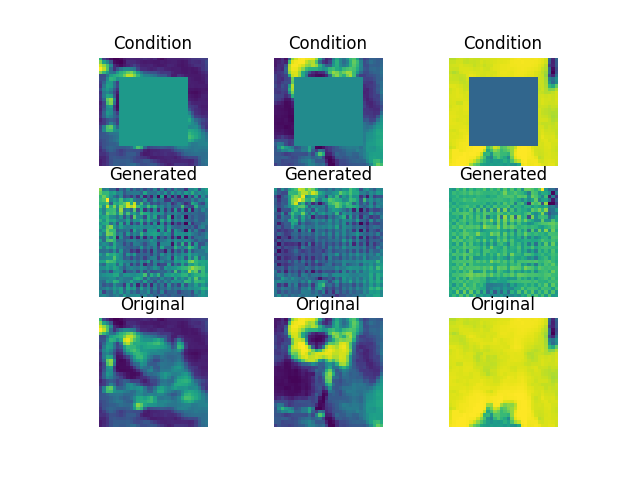 Condition Condition Condition
Generated Generated Generated
Original Original Original